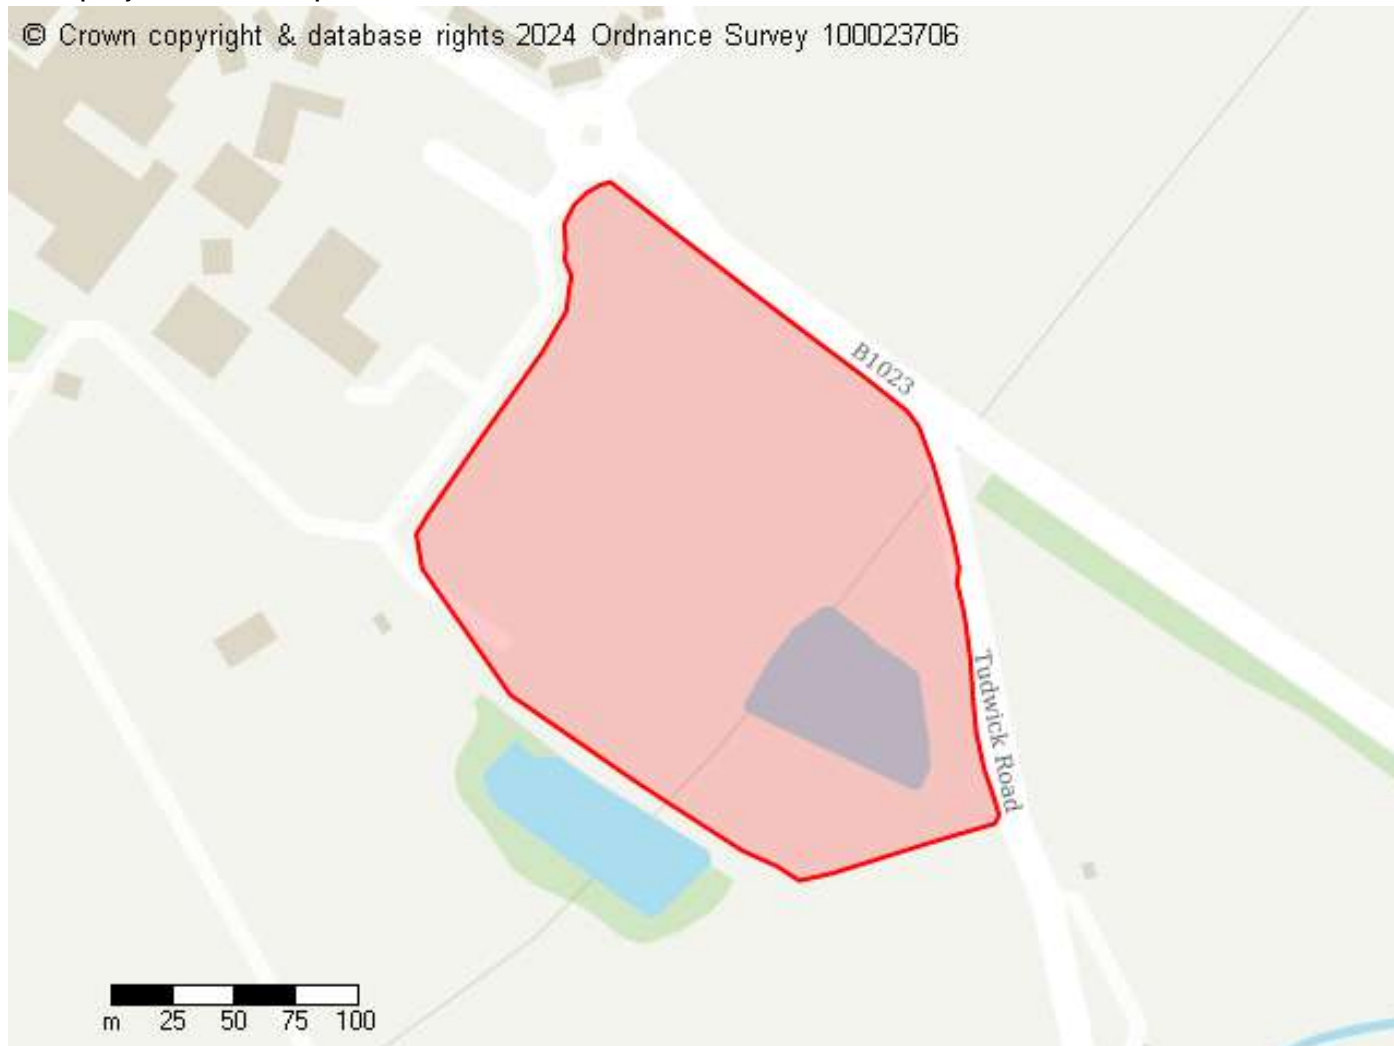 © Crown copyright & database rights 2024 Ordnance Survey 100023706
B1023
Tudwick Road
m 25 50 75 100